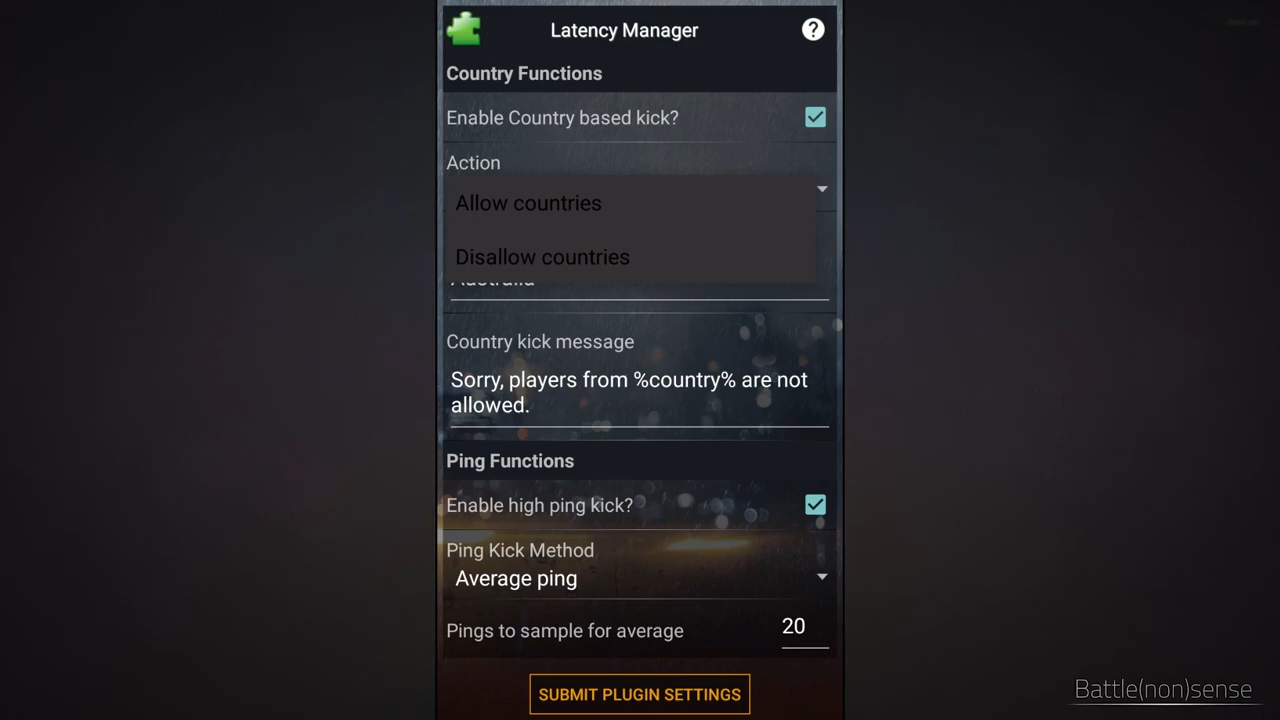 Latency Manager
?
Country Functions
Enable Country based kick?
Action
Allow countries
Disallow countries
Australia
Country kick message
Sorry, players from %country% are not
allowed.
Ping Functions
Enable high ping kick?
Ping Kick Method
Average ping
Pings to sample for average
20
SUBMIT PLUGIN SETTINGS
Battle(non)sense